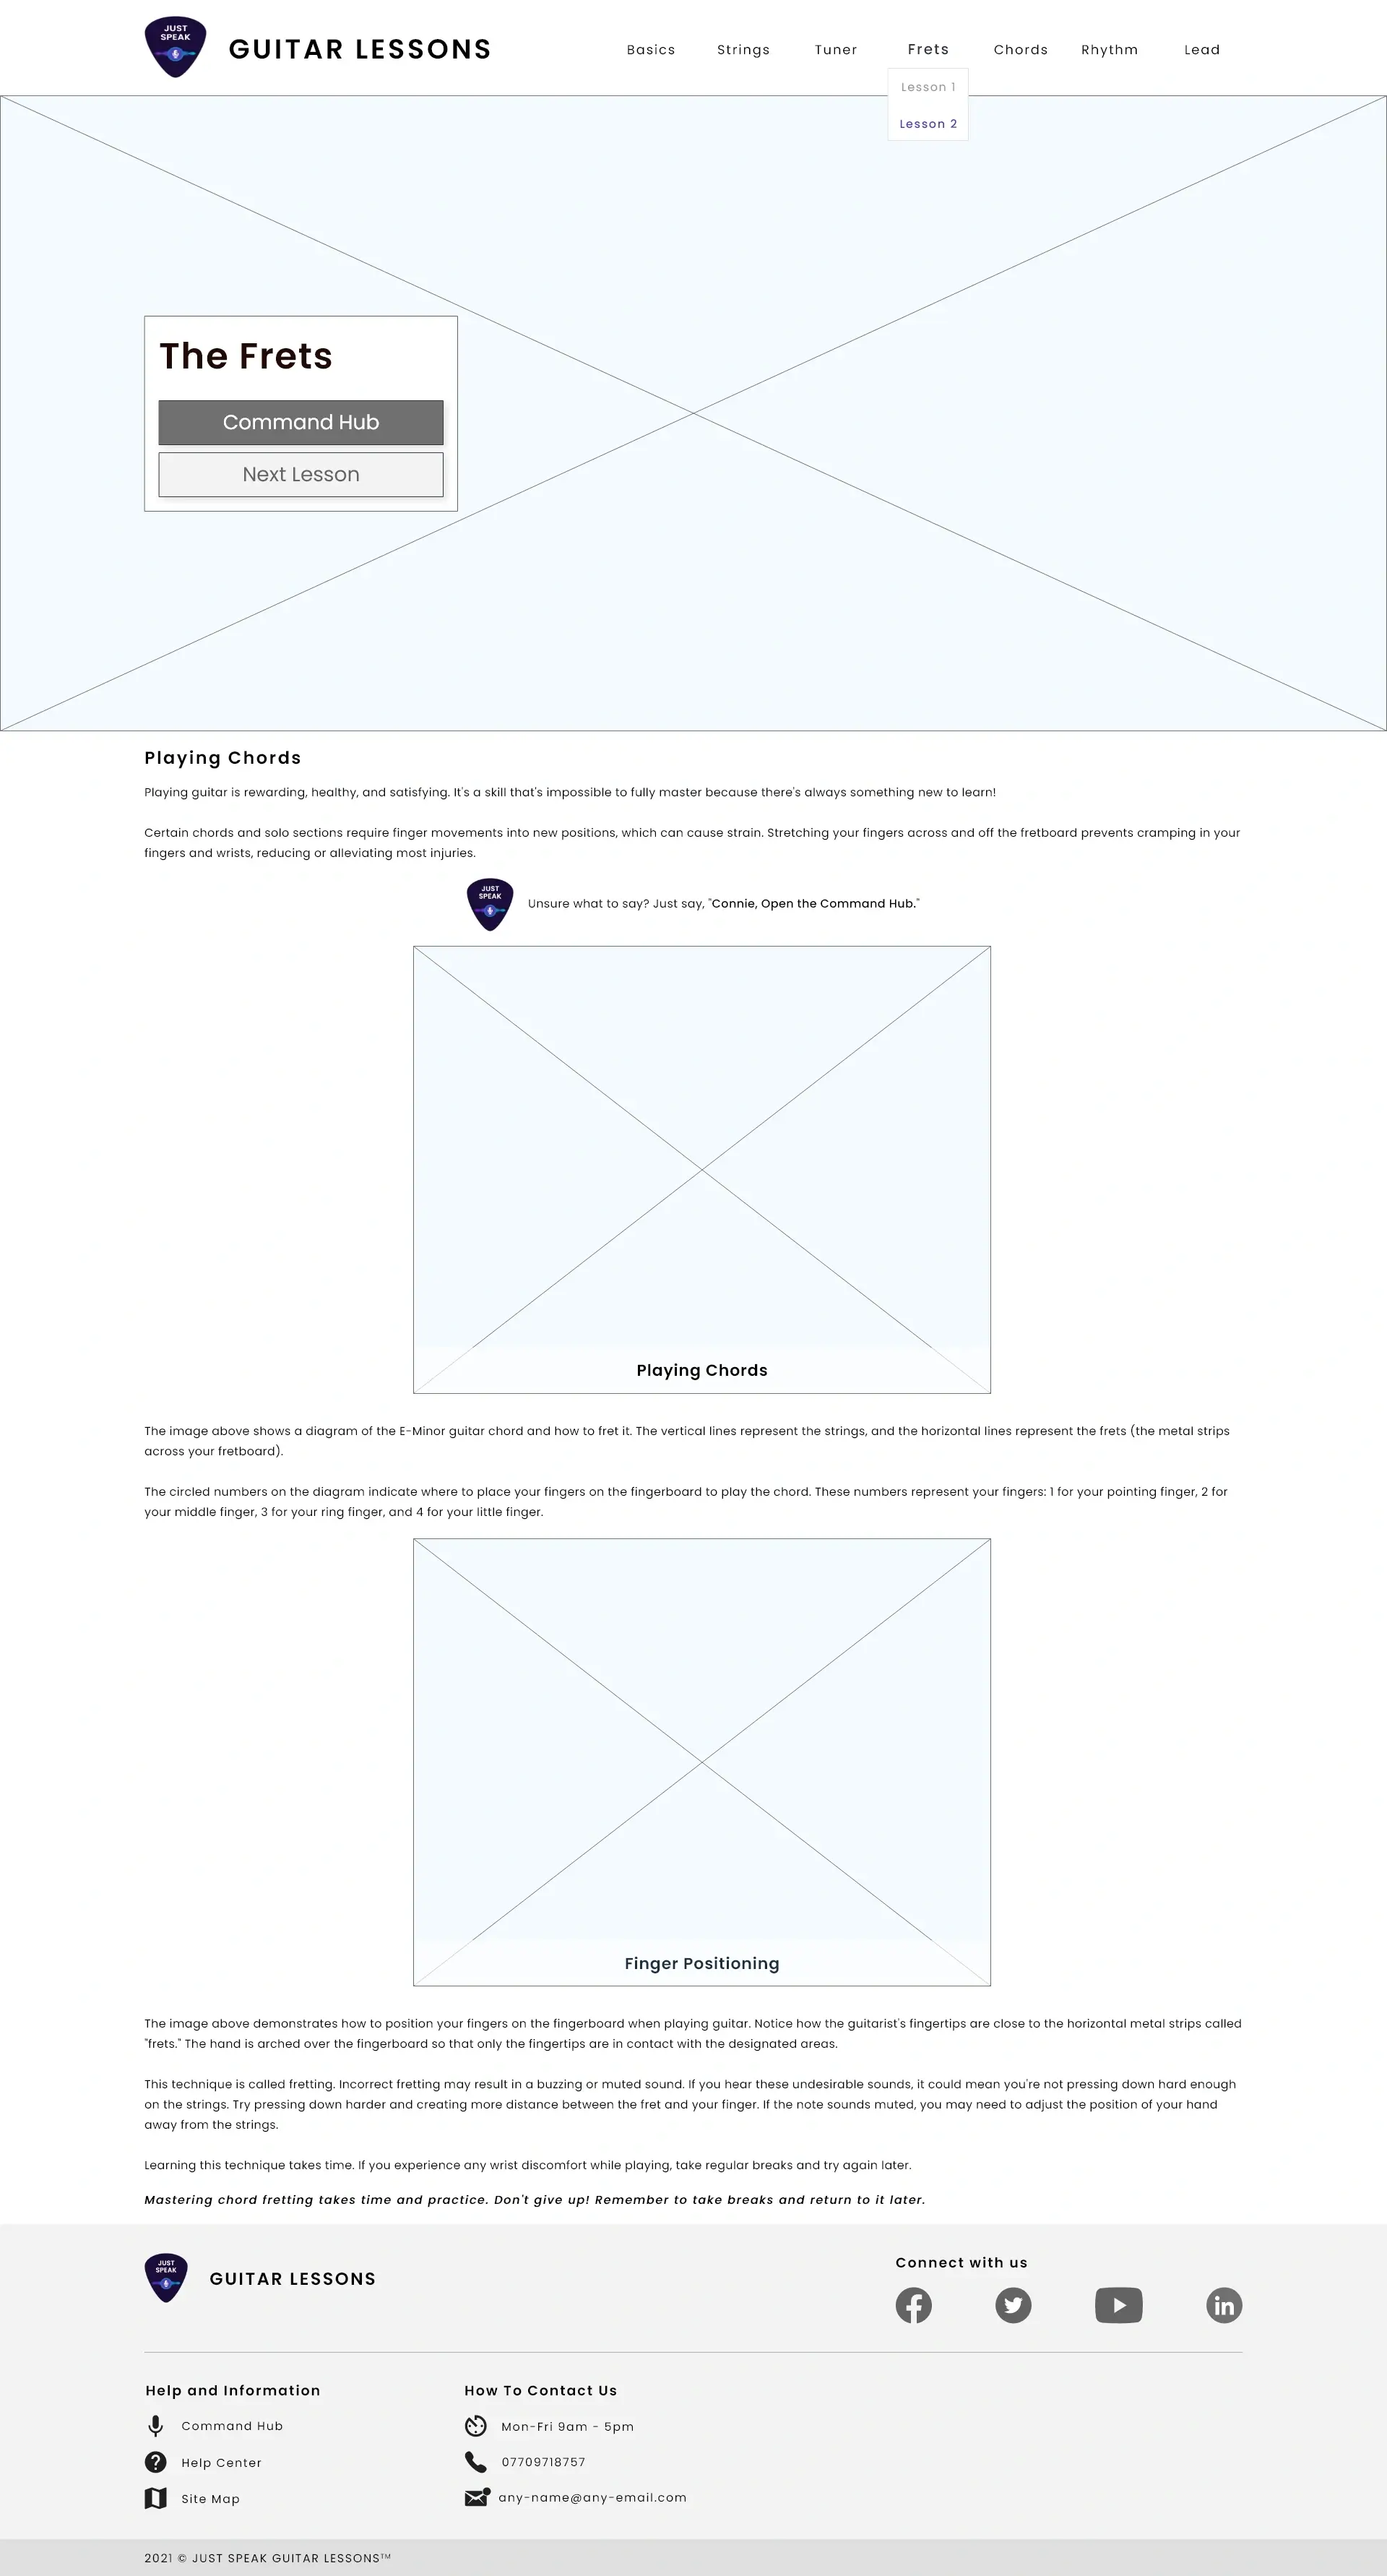 JUST
SPEAK
GUITAR LESSONS
Basics Strings Tuner Frets Chords Rhythm Lead
Lesson 1
Lesson 2
The Frets
Command Hub
Next Lesson
Playing Chords
Playing guitar is rewarding, healthy, and satisfying. It's a skill that's impossible to fully master because there's always something new to learn!
Certain chords and solo sections require finger movements into new positions, which can cause strain. Stretching your fingers across and off the fretboard prevents cramping in your
fingers and wrists, reducing or alleviating most injuries.
JUST
SPEAK
Unsure what to say? Just say, "Connie, Open the Command Hub."
Playing Chords
The image above shows a diagram of the E-Minor guitar chord and how to fret it. The vertical lines represent the strings, and the horizontal lines represent the frets (the metal strips
across your fretboard).
The circled numbers on the diagram indicate where to place your fingers on the fingerboard to play the chord. These numbers represent your fingers: 1 for your pointing finger, 2 for
your middle finger, 3 for your ring finger, and 4 for your little finger.
Finger Positioning
The image above demonstrates how to position your fingers on the fingerboard when playing guitar. Notice how the guitarist's fingertips are close to the horizontal metal strips called
"frets." The hand is arched over the fingerboard so that only the fingertips are in contact with the designated areas.
This technique is called fretting. Incorrect fretting may result in a buzzing or muted sound. If you hear these undesirable sounds, it could mean you're not pressing down hard enough
on the strings. Try pressing down harder and creating more distance between the fret and your finger. If the note sounds muted, you may need to adjust the position of your hand
away from the strings.
Learning this technique takes time. If you experience any wrist discomfort while playing, take regular breaks and try again later.
Mastering chord fretting takes time and practice. Don't give up! Remember to take breaks and return to it later.
JUST
SPEAK
GUITAR LESSONS
Connect with us
Help and Information
Command Hub
Help Center
Site Map
How To Contact Us
Mon-Fri 9am - 5pm
07709718757
any-name@any-email.com
2021 © JUST SPEAK GUITAR LESSONS™